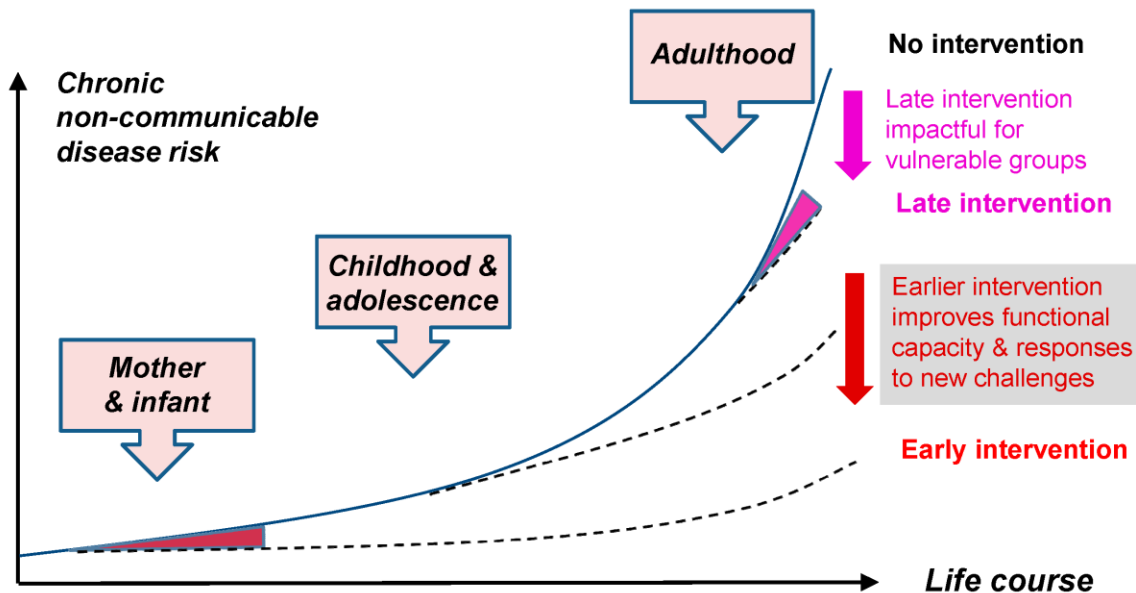 Chronic
non-communicable
disease risk
Adulthood
No intervention
Late intervention
impactful for
vulnerable groups
Late intervention
Childhood &
adolescence
Earlier intervention
improves functional
capacity & responses
to new challenges
Mother
& infant
Early intervention
Life course